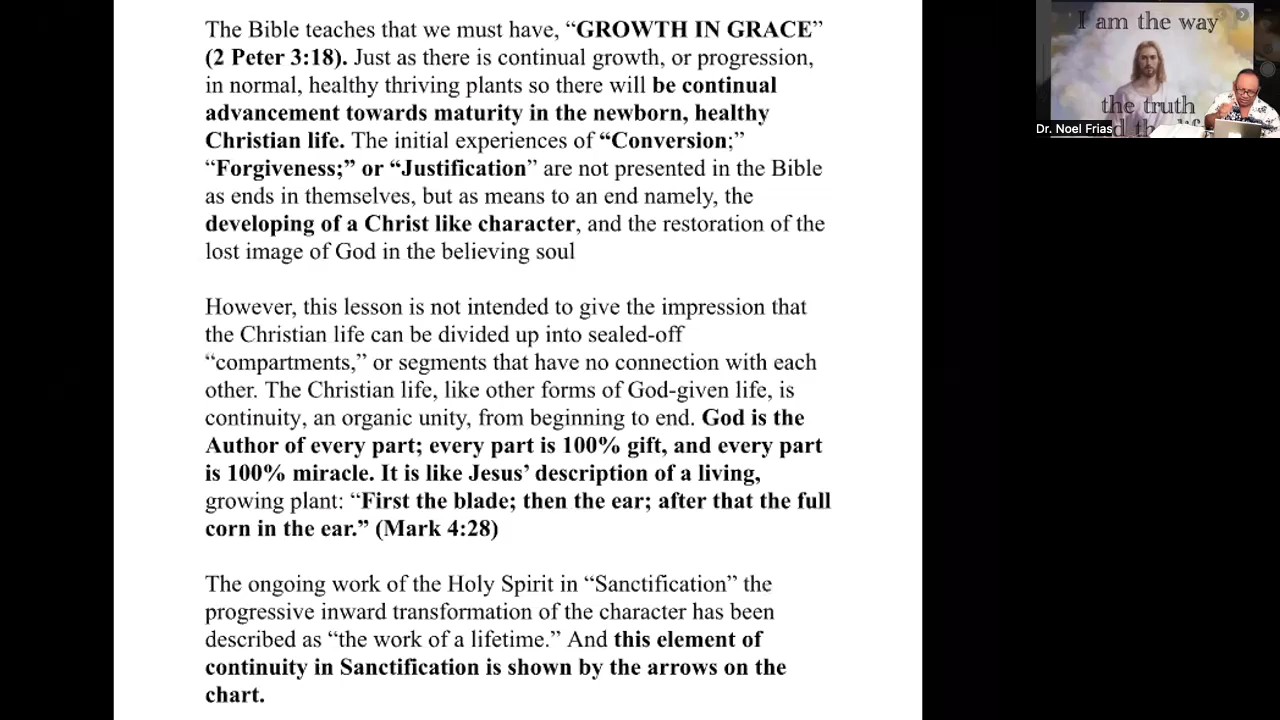 The Bible teaches that we must have, “GROWTH IN GRACE”
(2 Peter 3:18). Just as there is continual growth, or progression,
in normal, healthy thriving plants so there will be continual
advancement towards maturity in the newborn, healthy
Christian life. The initial experiences of “Conversion;”
“Forgiveness;” or “Justification” are not presented in the Bible
as ends in themselves, but as means to an end namely, the
developing of a Christ like character, and the restoration of the
lost image of God in the believing soul
However, this lesson is not intended to give the impression that
the Christian life can be divided up into sealed-off
“compartments,” or segments that have no connection with each
other. The Christian life, like other forms of God-given life, is
continuity, an organic unity, from beginning to end. God is the
Author of every part; every part is 100% gift, and every part
is 100% miracle. It is like Jesus’ description of a living,
growing plant: “First the blade; then the ear; after that the full
corn in the ear.” (Mark 4:28)
The ongoing work of the Holy Spirit in “Sanctification” the
progressive inward transformation of the character has been
described as “the work of a lifetime.” And this element of
continuity in Sanctification is shown by the arrows on the
chart.
I am the way
the truth
Dr. Noel Frias